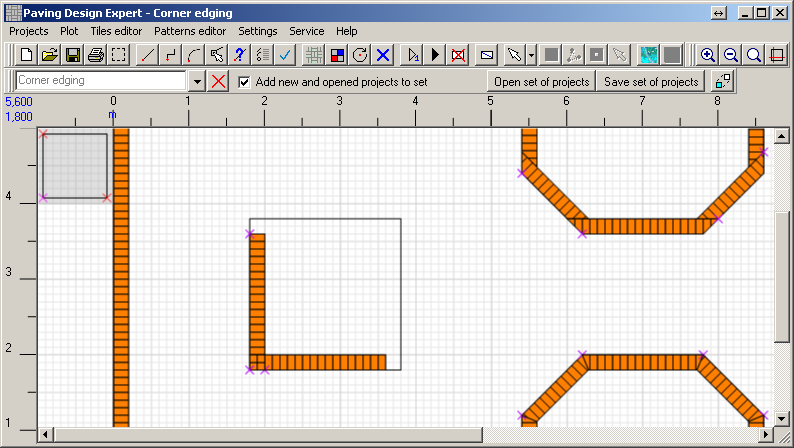 Paving Design Expert - Corner edging
Projects Plot Tiles editor Patterns editor Settings Service Help
Corner edging Add new and opened projects to set Open set of projects Save set of projects
5,600 0 1 2 3 4 5 6 7 8
1,800 m
4
3
2
1